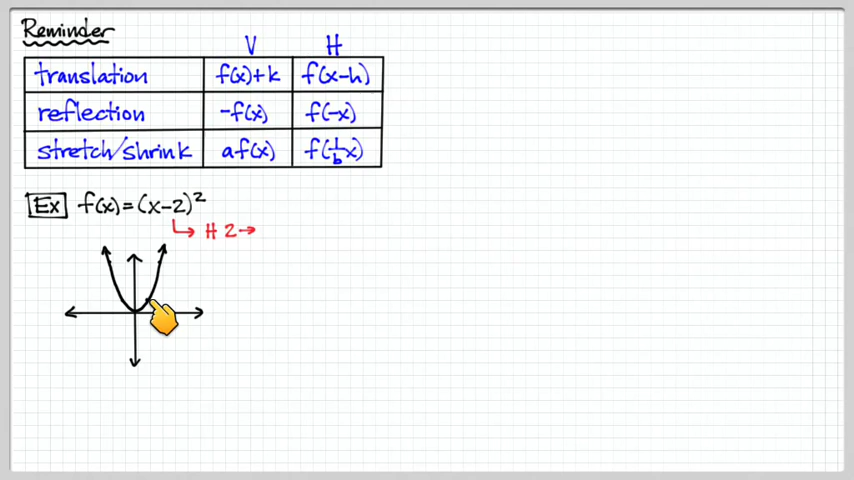 Reminder
V H
translation f(x)+k f(x-h)
reflection -f(x) f(-x)
stretch/shrink af(x) f(1/b x)
Ex f(x)=(x-2)²
↳ H 2→